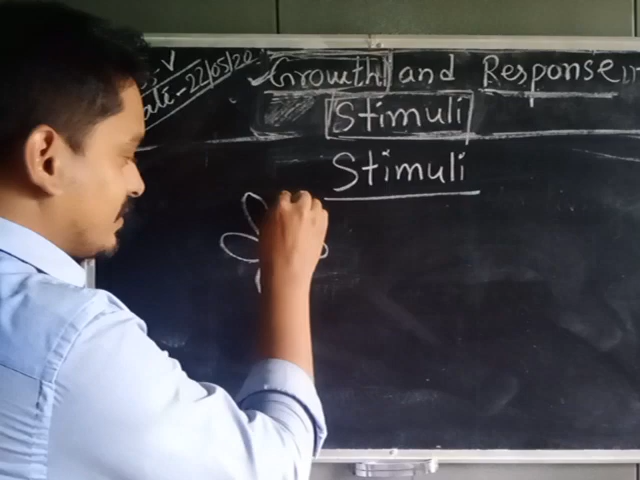 V
Date-22/05/20
Growth and Response
Stimuli
Stimuli